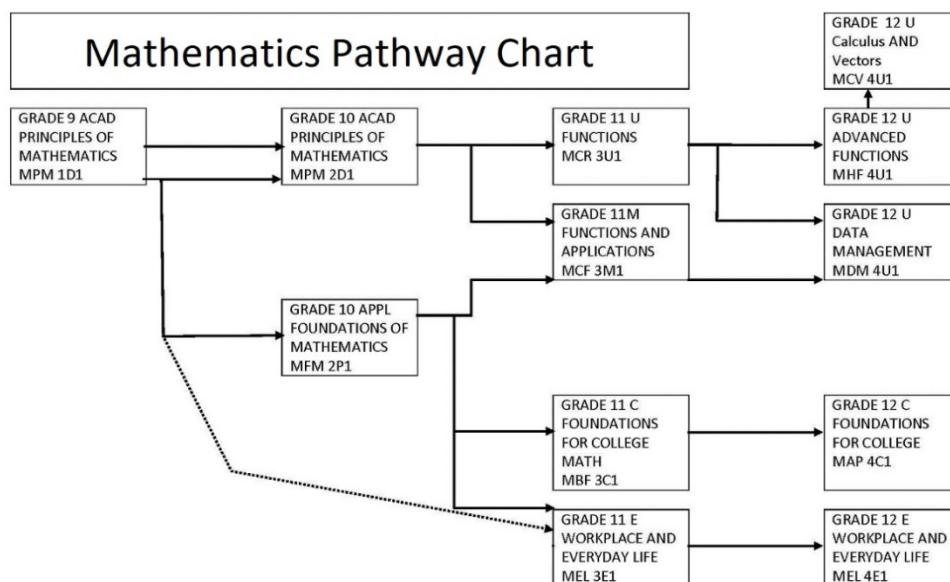 Mathematics Pathway Chart
GRADE 12 U
Calculus AND
Vectors
MCV 4U1
GRADE 9 ACAD
PRINCIPLES OF
MATHEMATICS
MPM 1D1
GRADE 10 ACAD
PRINCIPLES OF
MATHEMATICS
MPM 2D1
GRADE 11 U
FUNCTIONS
MCR 3U1
GRADE 12 U
ADVANCED
FUNCTIONS
MHF 4U1
GRADE 11M
FUNCTIONS AND
APPLICATIONS
MCF 3M1
GRADE 12 U
DATA
MANAGEMENT
MDM 4U1
GRADE 10 APPL
FOUNDATIONS OF
MATHEMATICS
MFM 2P1
GRADE 11 C
FOUNDATIONS
FOR COLLEGE
MATH
MBF 3C1
GRADE 12 C
FOUNDATIONS
FOR COLLEGE
MAP 4C1
GRADE 11 E
WORKPLACE AND
EVERYDAY LIFE
MEL 3E1
GRADE 12 E
WORKPLACE AND
EVERYDAY LIFE
MEL 4E1